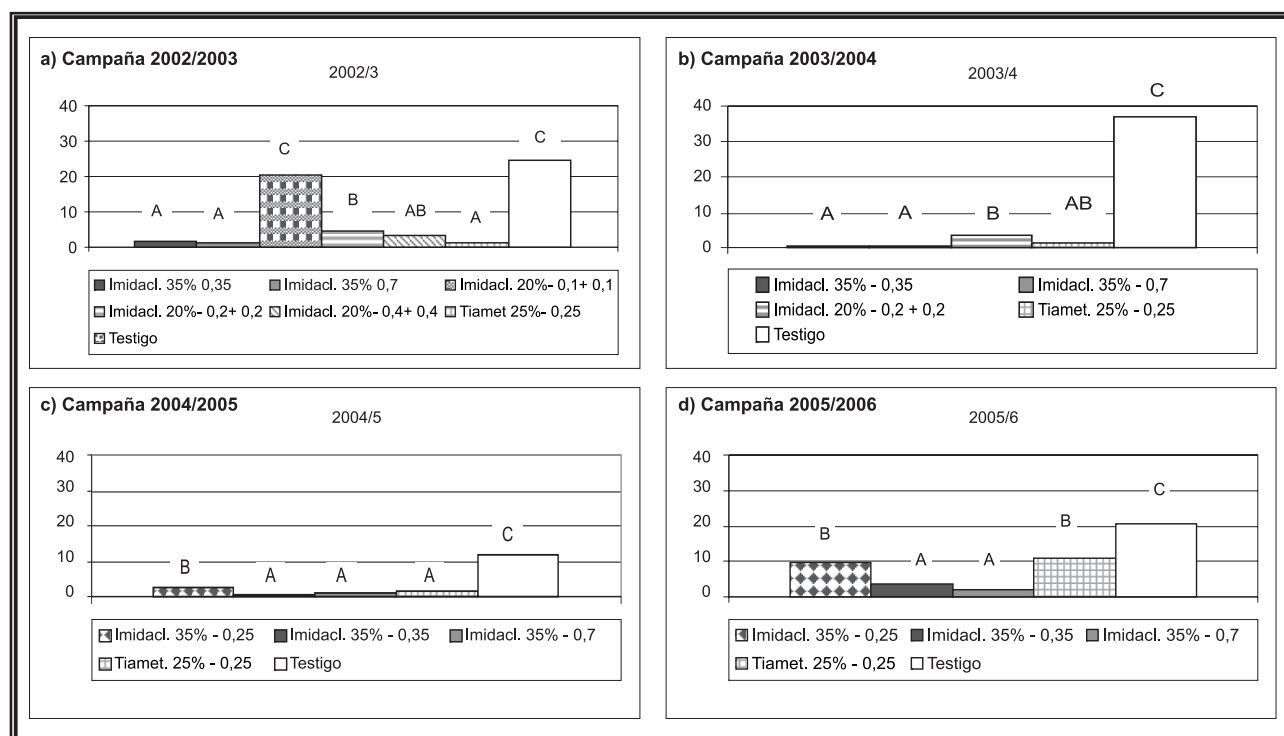 a) Campaña 2002/2003
2002/3
40
30
20
10
0
A
A
C
B
AB
A
C
Imidacl. 35% 0,35
Imidacl. 35% 0,7
Imidacl. 20%- 0,1+ 0,1
Imidacl. 20%- 0,2+ 0,2
Imidacl. 20%- 0,4+ 0,4
Tiamet 25%- 0,25
Testigo
b) Campaña 2003/2004
2003/4
40
30
20
10
0
A
A
B
AB
C
Imidacl. 35% - 0,35
Imidacl. 35% - 0,7
Imidacl. 20% - 0,2 + 0,2
Tiamet. 25% - 0,25
Testigo
c) Campaña 2004/2005
2004/5
40
30
20
10
0
B
A
A
A
C
Imidacl. 35% - 0,25
Imidacl. 35% - 0,35
Imidacl. 35% - 0,7
Tiamet. 25% - 0,25
Testigo
d) Campaña 2005/2006
2005/6
40
30
20
10
0
B
A
A
B
C
Imidacl. 35% - 0,25
Imidacl. 35% - 0,35
Imidacl. 35% - 0,7
Tiamet. 25% - 0,25
Testigo